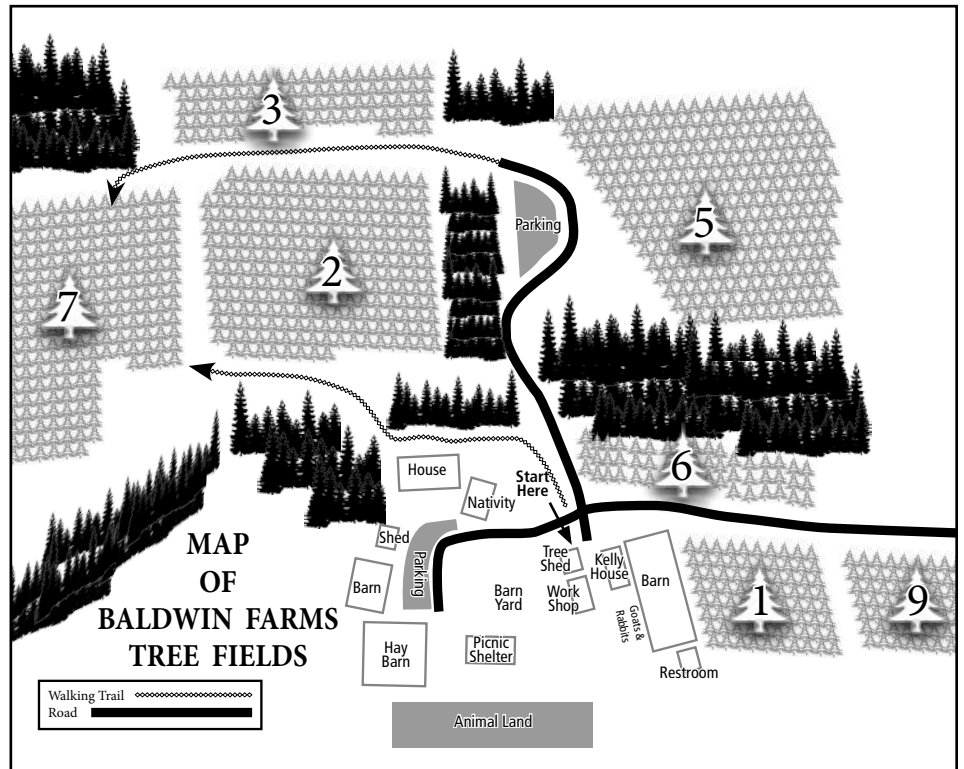 3
5
Parking
2
7
6
House
Start
Here
Nativity
Shed
Parking
Tree
Shed
Kelly
House
Barn
Barn
Work
Shop
Barn
Yard
Goats &
Rabbits
1
9
MAP
OF
BALDWIN FARMS
TREE FIELDS
Hay
Barn
Picnic
Shelter
Restroom
Walking Trail
Road
Animal Land